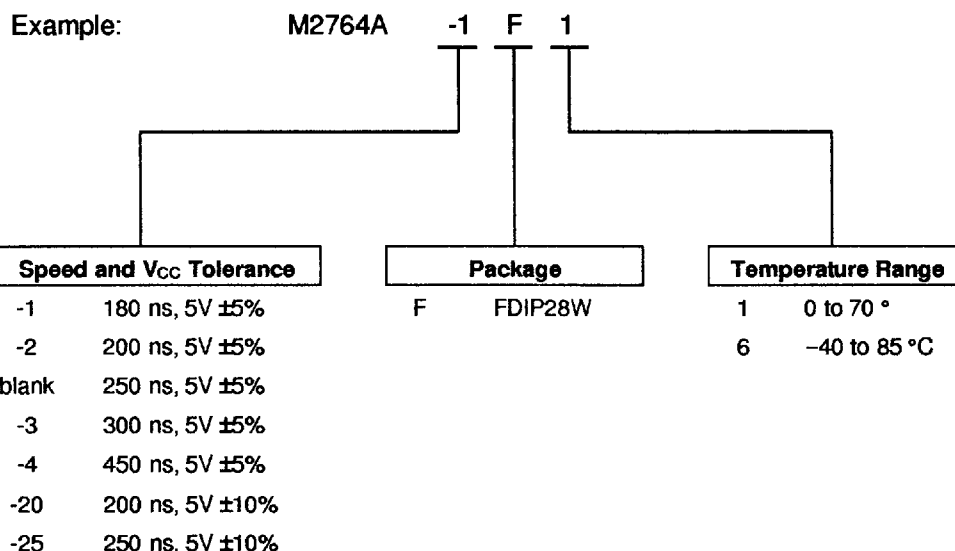 Example: M2764A -1 F 1
Speed and VCC Tolerance
-1 180 ns, 5V ±5%
-2 200 ns, 5V ±5%
blank 250 ns, 5V ±5%
-3 300 ns, 5V ±5%
-4 450 ns, 5V ±5%
-20 200 ns, 5V ±10%
-25 250 ns, 5V ±10%
Package
F FDIP28W
Temperature Range
1 0 to 70 °
6 –40 to 85 °C